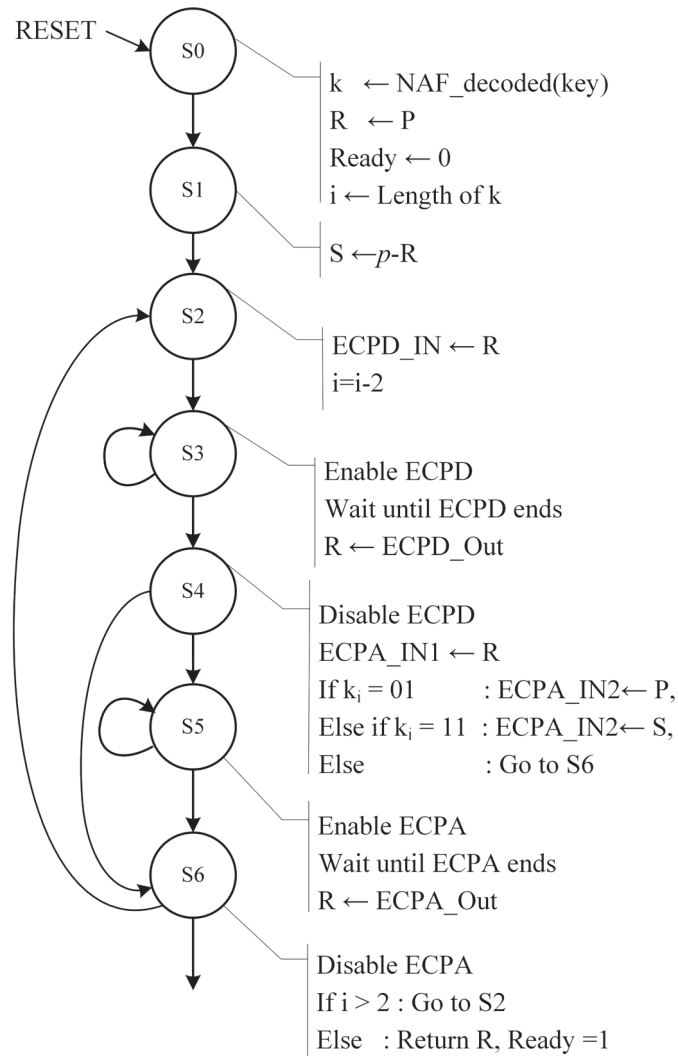 RESET
S0
k ← NAF_decoded(key)
R ← P
Ready ← 0
i ← Length of k
S1
S ←p-R
S2
ECPD_IN ← R
i=i-2
S3
Enable ECPD
Wait until ECPD ends
R ← ECPD_Out
S4
Disable ECPD
ECPA_IN1 ← R
If ki = 01 : ECPA_IN2← P,
Else if ki = 11 : ECPA_IN2← S,
Else : Go to S6
S5
Enable ECPA
Wait until ECPA ends
R ← ECPA_Out
S6
Disable ECPA
If i > 2 : Go to S2
Else : Return R, Ready =1